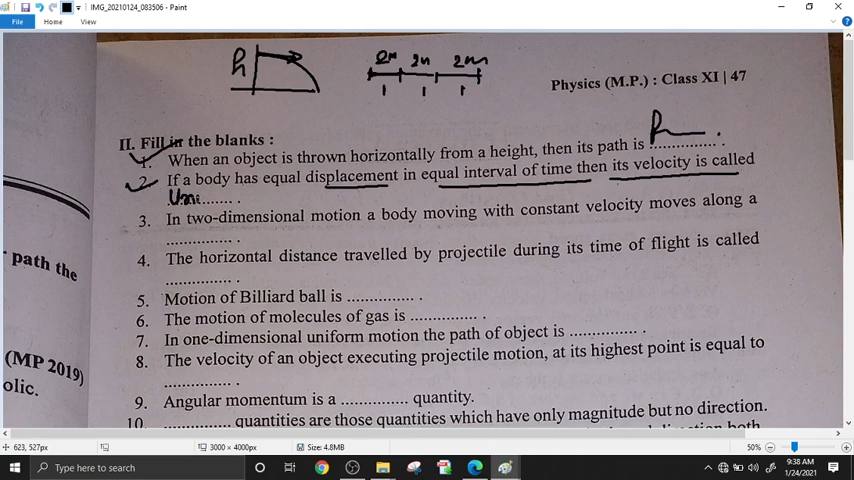 IMG_20210124_083506 - Paint
File Home View
h 2m 2m 2m
1 1 1
Physics (M.P.) : Class XI | 47
II. Fill in the blanks :
1. When an object is thrown horizontally from a height, then its path is ............... .
2. If a body has equal displacement in equal interval of time then its velocity is called
Uni........ .
3. In two-dimensional motion a body moving with constant velocity moves along a
............... .
4. The horizontal distance travelled by projectile during its time of flight is called
............... .
5. Motion of Billiard ball is ............... .
6. The motion of molecules of gas is ............... .
7. In one-dimensional uniform motion the path of object is ............... .
8. The velocity of an object executing projectile motion, at its highest point is equal to
............... .
9. Angular momentum is a ............... quantity.
10. ............... quantities are those quantities which have only magnitude but no direction.
path the
(MP 2019)
olic.
623, 527px 3000 × 4000px Size: 4.8MB 50%
Type here to search
9:38 AM
1/24/2021